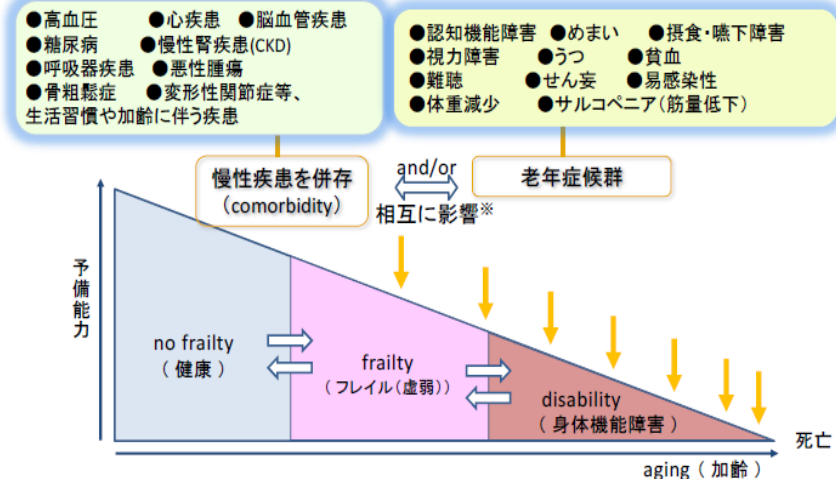 ●高血圧 ●心疾患 ●脳血管疾患
●糖尿病 ●慢性腎疾患(CKD)
●呼吸器疾患 ●悪性腫瘍
●骨粗鬆症 ●変形性関節症等、
生活習慣や加齢に伴う疾患
●認知機能障害 ●めまい ●摂食・嚥下障害
●視力障害 ●うつ ●貧血
●難聴 ●せん妄 ●易感染性
●体重減少 ●サルコペニア(筋量低下)
慢性疾患を併存
(comorbidity)
and/or
相互に影響※
老年症候群
予備能力
no frailty
(健康)
frailty
(フレイル(虚弱))
disability
(身体機能障害)
死亡
aging(加齢)